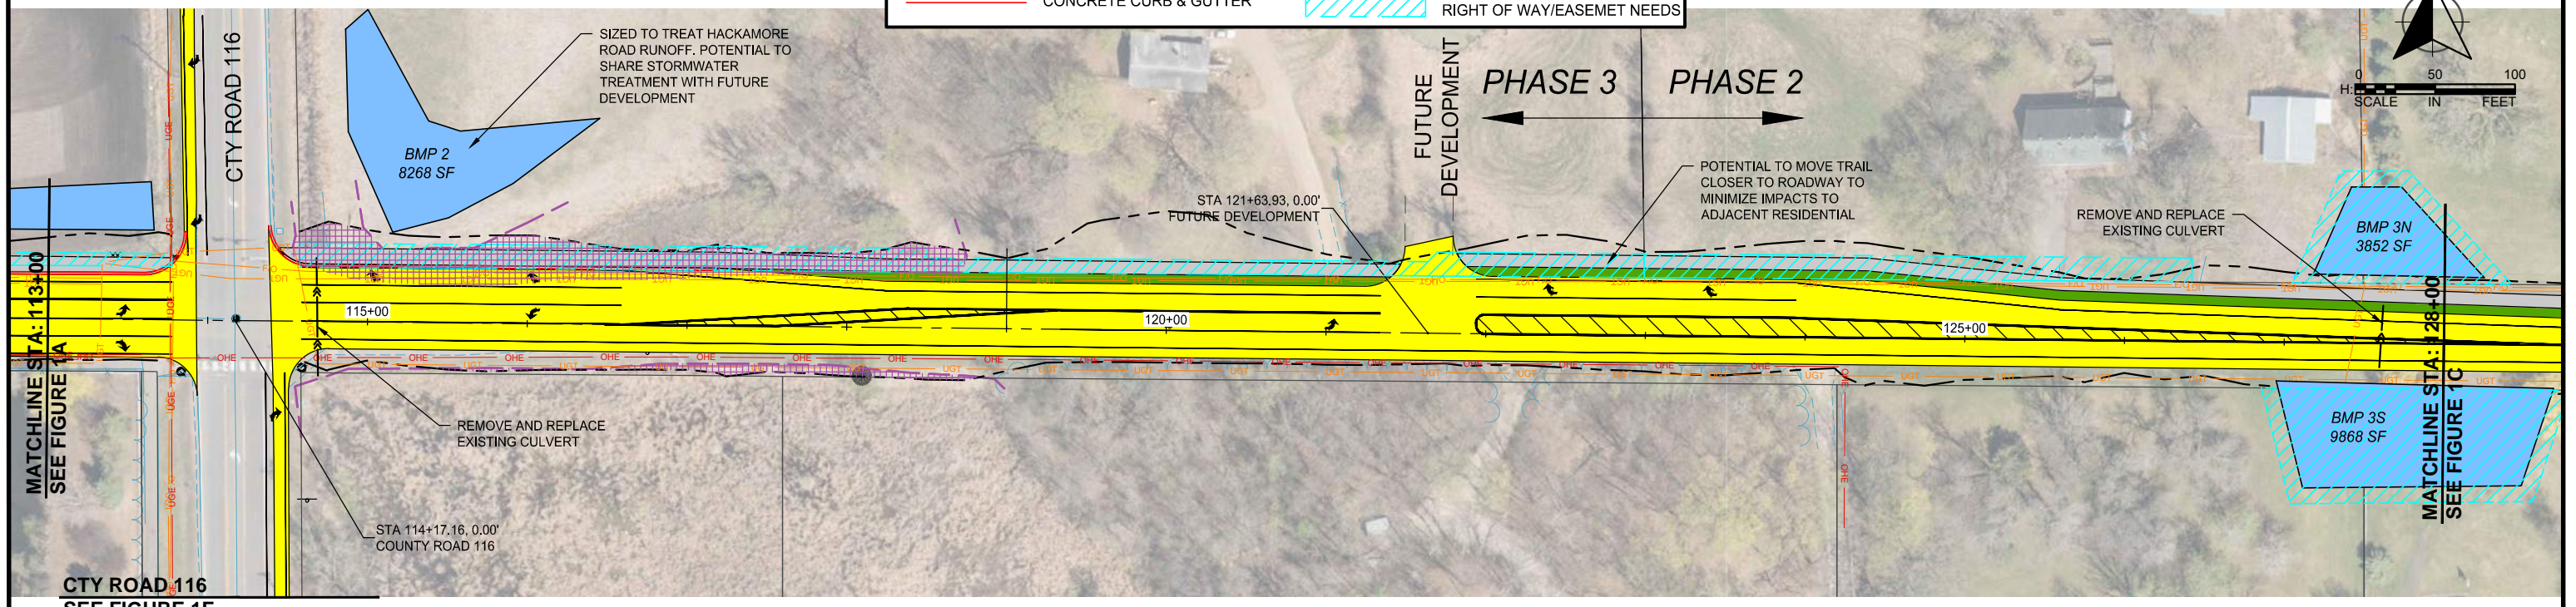 CONCRETE CURB & GUTTER
RIGHT OF WAY/EASEMET NEEDS
SIZED TO TREAT HACKAMORE
ROAD RUNOFF. POTENTIAL TO
SHARE STORMWATER
TREATMENT WITH FUTURE
DEVELOPMENT
CTY ROAD 116
BMP 2
8268 SF
FUTURE
DEVELOPMENT
PHASE 3
PHASE 2
0 50 100
H:
SCALE IN FEET
POTENTIAL TO MOVE TRAIL
CLOSER TO ROADWAY TO
MINIMIZE IMPACTS TO
ADJACENT RESIDENTIAL
STA 121+63.93, 0.00'
FUTURE DEVELOPMENT
REMOVE AND REPLACE
EXISTING CULVERT
BMP 3N
3852 SF
MATCHLINE STA: 113+00
SEE FIGURE 1A
115+00
120+00
125+00
MATCHLINE STA: 128+00
SEE FIGURE 1C
OHE
UGT
UGE
REMOVE AND REPLACE
EXISTING CULVERT
BMP 3S
9868 SF
STA 114+17.16, 0.00'
COUNTY ROAD 116
CTY ROAD 116
SEE FIGURE 1F